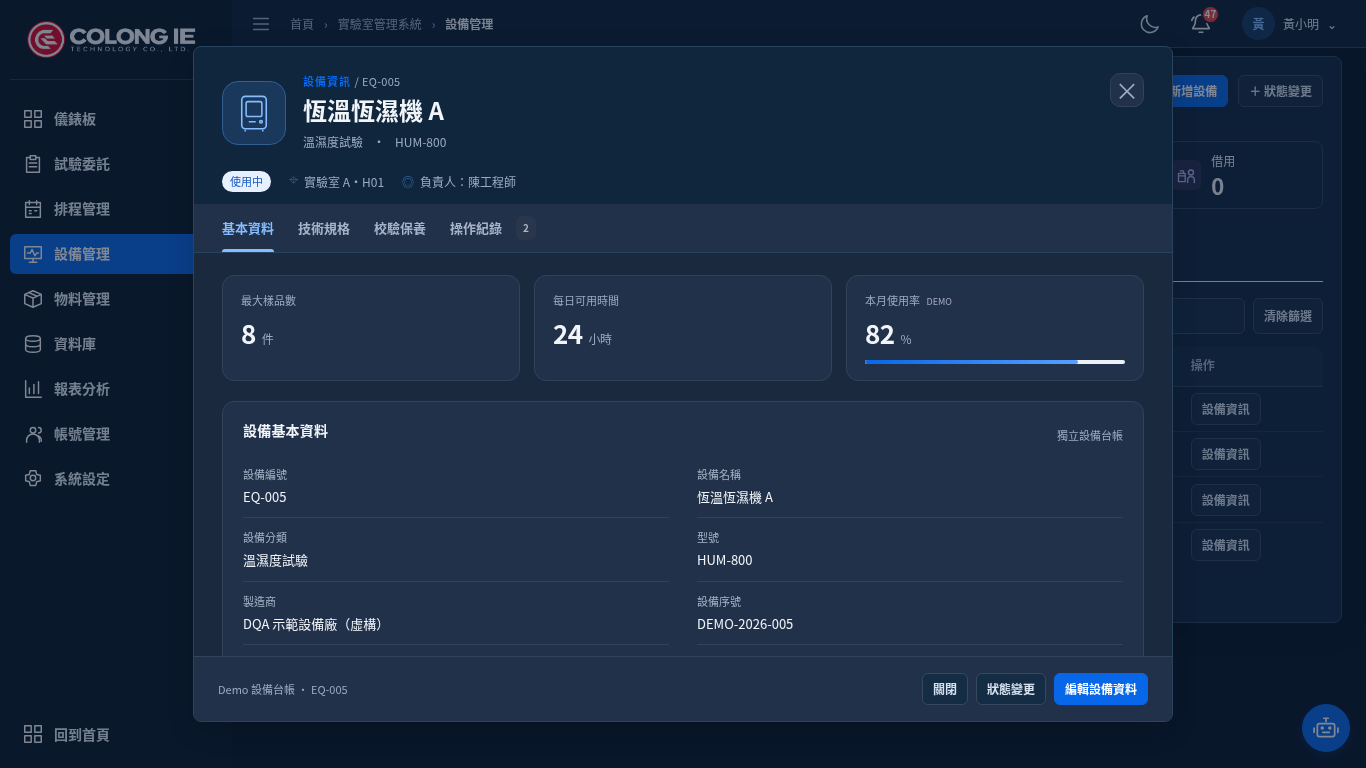 COLONG IE
TECHNOLOGY CO., LTD.
首頁 › 實驗室管理系統 › 設備管理
47
黃 黃小明
儀錶板
試驗委託
排程管理
設備管理
物料管理
資料庫
報表分析
帳號管理
系統設定
回到首頁
新增設備
+ 狀態變更
借用
0
清除篩選
操作
設備資訊
設備資訊
設備資訊
設備資訊
設備資訊 / EQ-005
恆溫恆濕機 A
溫濕度試驗 • HUM-800
使用中 實驗室 A・H01 負責人：陳工程師
基本資料 技術規格 校驗保養 操作紀錄 2
最大樣品數
8 件
每日可用時間
24 小時
本月使用率 DEMO
82 %
設備基本資料
獨立設備台帳
設備編號
EQ-005
設備名稱
恆溫恆濕機 A
設備分類
溫濕度試驗
型號
HUM-800
製造商
DQA 示範設備廠（虛構）
設備序號
DEMO-2026-005
Demo 設備台帳 ・ EQ-005
關閉
狀態變更
編輯設備資料